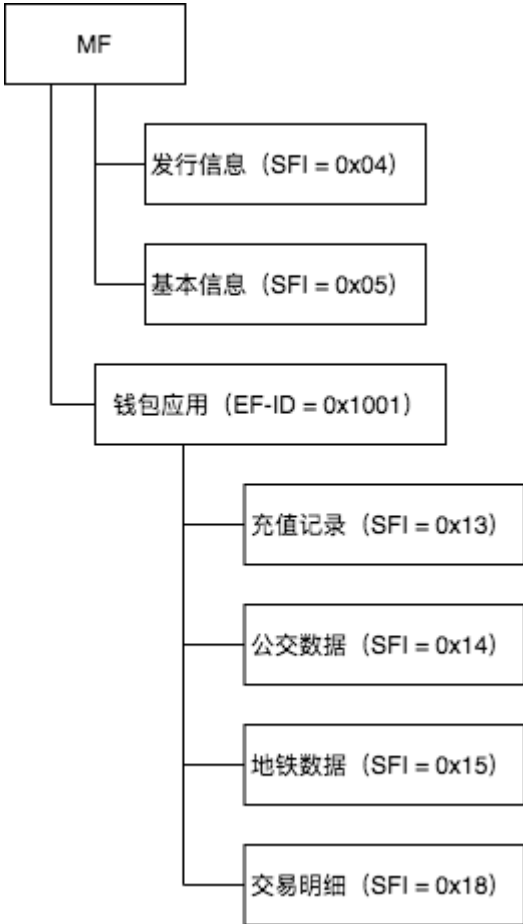 MF
发行信息（SFI = 0x04）
基本信息（SFI = 0x05）
钱包应用（EF-ID = 0x1001）
充值记录（SFI = 0x13）
公交数据（SFI = 0x14）
地铁数据（SFI = 0x15）
交易明细（SFI = 0x18）